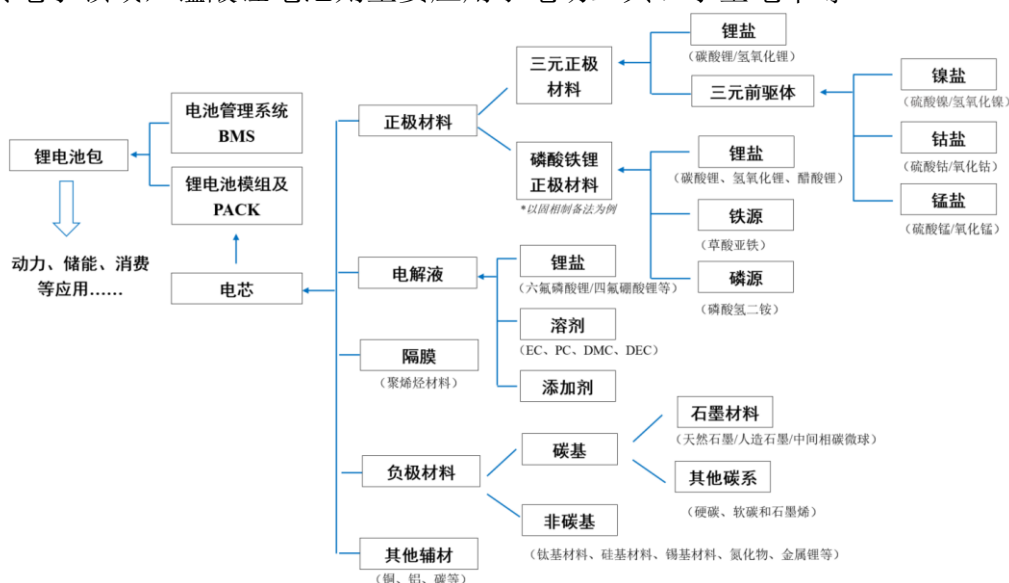 锂盐
（碳酸锂/氢氧化锂）
三元正极
材料
三元前驱体
镍盐
（硫酸镍/氢氧化镍）
钴盐
（硫酸钴/氧化钴）
锰盐
（硫酸锰/氧化锰）
电池管理系统
BMS
正极材料
锂电池包
锂电池模组及
PACK
磷酸铁锂
正极材料
*以固相制备法为例
锂盐
（碳酸锂、氢氧化锂、醋酸锂）
铁源
（草酸亚铁）
磷源
（磷酸氢二铵）
动力、储能、消费
等应用……
电芯
电解液
锂盐
（六氟磷酸锂/四氟硼酸锂等）
溶剂
（EC、PC、DMC、DEC）
添加剂
隔膜
（聚烯烃材料）
负极材料
碳基
石墨材料
（天然石墨/人造石墨/中间相碳微球）
其他碳系
（硬碳、软碳和石墨烯）
非碳基
（钛基材料、硅基材料、锡基材料、氮化物、金属锂等）
其他辅材
（铜、铝、碳等）